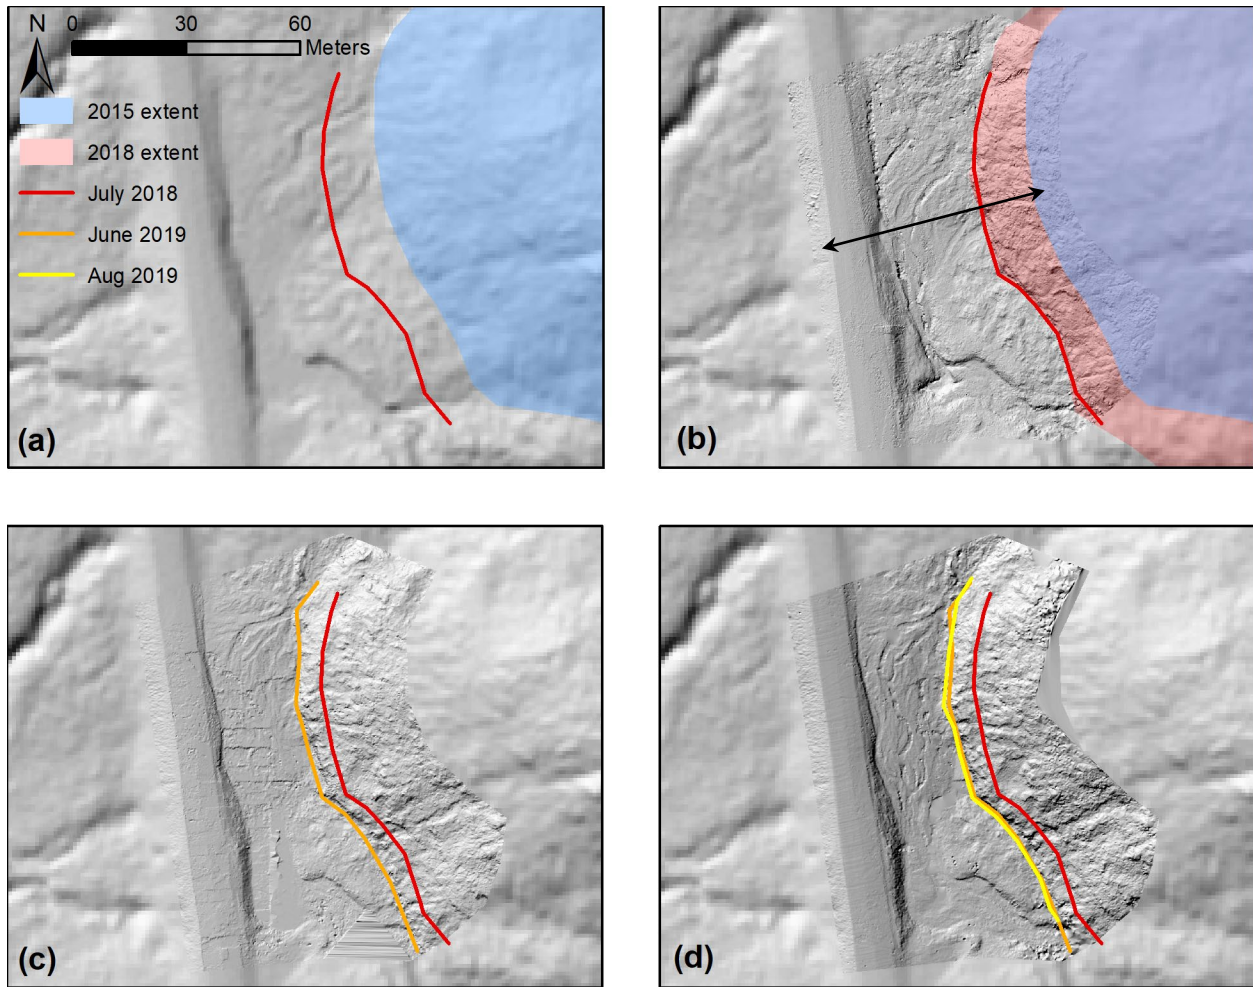 N 0 30 60
Meters
2015 extent
2018 extent
July 2018
June 2019
Aug 2019
(a)
(b)
(c)
(d)